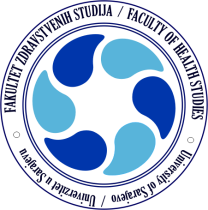 FAKULTET ZDRAVSTVENIH STUDIJA / FACULTY OF HEALTH STUDIES
Univerzitet u Sarajevu / University of Sarajevo